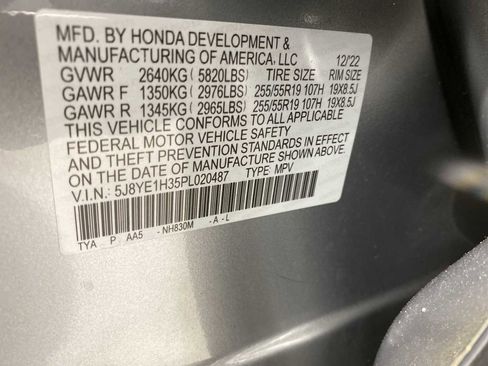 MFD. BY HONDA DEVELOPMENT &
MANUFACTURING OF AMERICA, LLC 12/'22
GVWR 2640KG ( 5820LBS) TIRE SIZE RIM SIZE
GAWR F 1350KG ( 2976LBS) 255/55R19 107H 19X8.5J
GAWR R 1345KG ( 2965LBS) 255/55R19 107H 19X8.5J
THIS VEHICLE CONFORMS TO ALL APPLICABLE
FEDERAL MOTOR VEHICLE SAFETY
AND THEFT PREVENTION STANDARDS IN EFFECT
ON THE DATE OF MANUFACTURE SHOWN ABOVE.
V.I.N.: 5J8YE1H35PL020487 TYPE: MPV
TYA P AA5 - NH830M - A - L